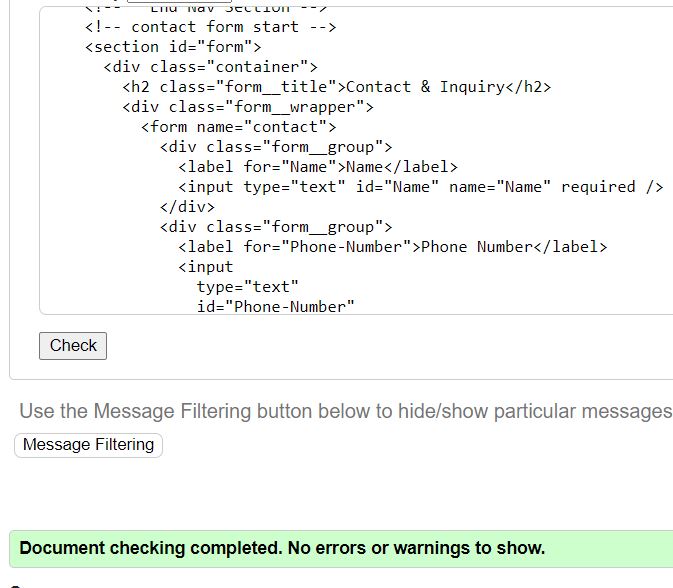 <!-- End Nav Section -->
<!-- contact form start -->
<section id="form">
<div class="container">
<h2 class="form__title">Contact & Inquiry</h2>
<div class="form__wrapper">
<form name="contact">
<div class="form__group">
<label for="Name">Name</label>
<input type="text" id="Name" name="Name" required />
</div>
<div class="form__group">
<label for="Phone-Number">Phone Number</label>
<input
type="text"
id="Phone-Number"
Check
Use the Message Filtering button below to hide/show particular messages
Message Filtering
Document checking completed. No errors or warnings to show.